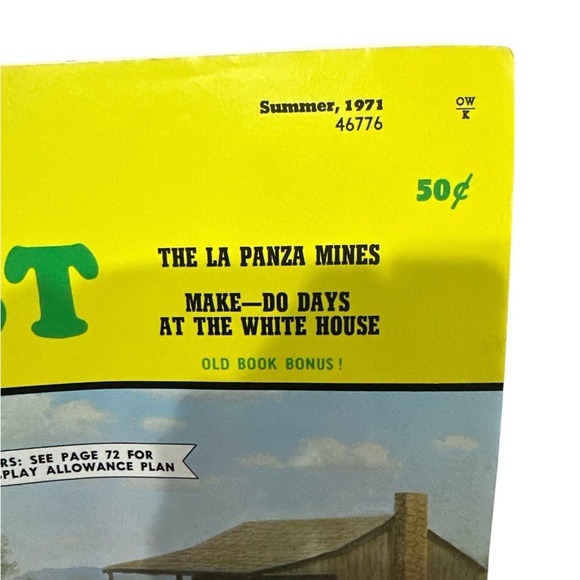 Summer, 1971
46776
OW
K
50¢
ST
THE LA PANZA MINES
MAKE—DO DAYS
AT THE WHITE HOUSE
OLD BOOK BONUS!
RS: SEE PAGE 72 FOR
SPLAY ALLOWANCE PLAN